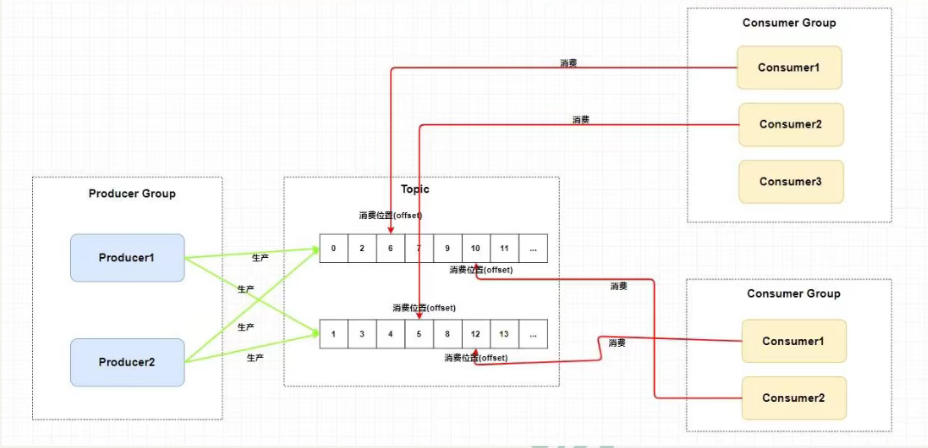 Consumer Group
Consumer1
消费
Consumer2
消费
Consumer3
Producer Group
Topic
消费位置(offset)
Producer1
生产
0 2 6 7 9 10 11 ...
消费位置(offset)
消费
生产
Consumer Group
消费位置(offset)
生产
1 3 4 5 8 12 13 ...
Consumer1
消费
生产
消费位置(offset)
Producer2
Consumer2